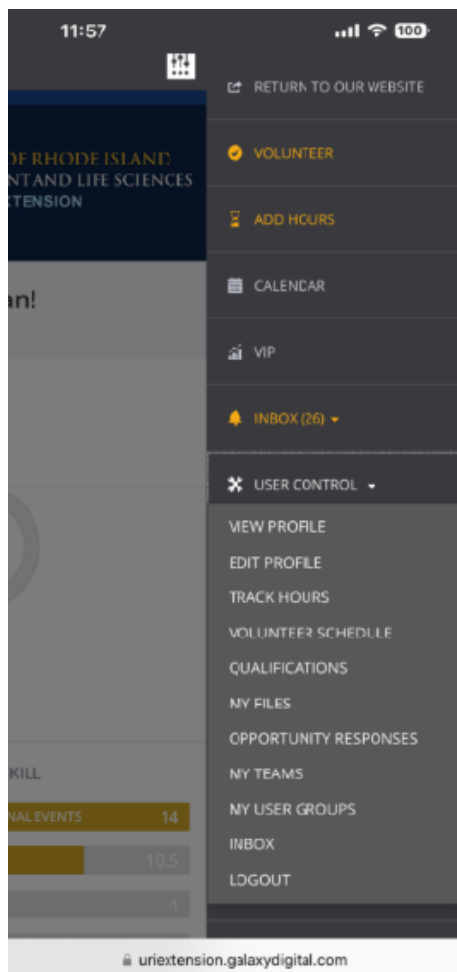 11:57
100
RETURN TO OUR WEBSITE
OF RHODE ISLAND
NT AND LIFE SCIENCES
TENSION
VOLUNTEER
ADD HOURS
CALENDAR
an!
VIP
INBOX (26)
USER CONTROL
VIEW PROFILE
EDIT PROFILE
TRACK HOURS
VOLUNTEER SCHEDULE
QUALIFICATIONS
MY FILES
OPPORTUNITY RESPONSES
MY TEAMS
MY USER GROUPS
INBOX
LOGOUT
KILL
NAL EVENTS 14
10.5
4
uriextension.galaxydigital.com